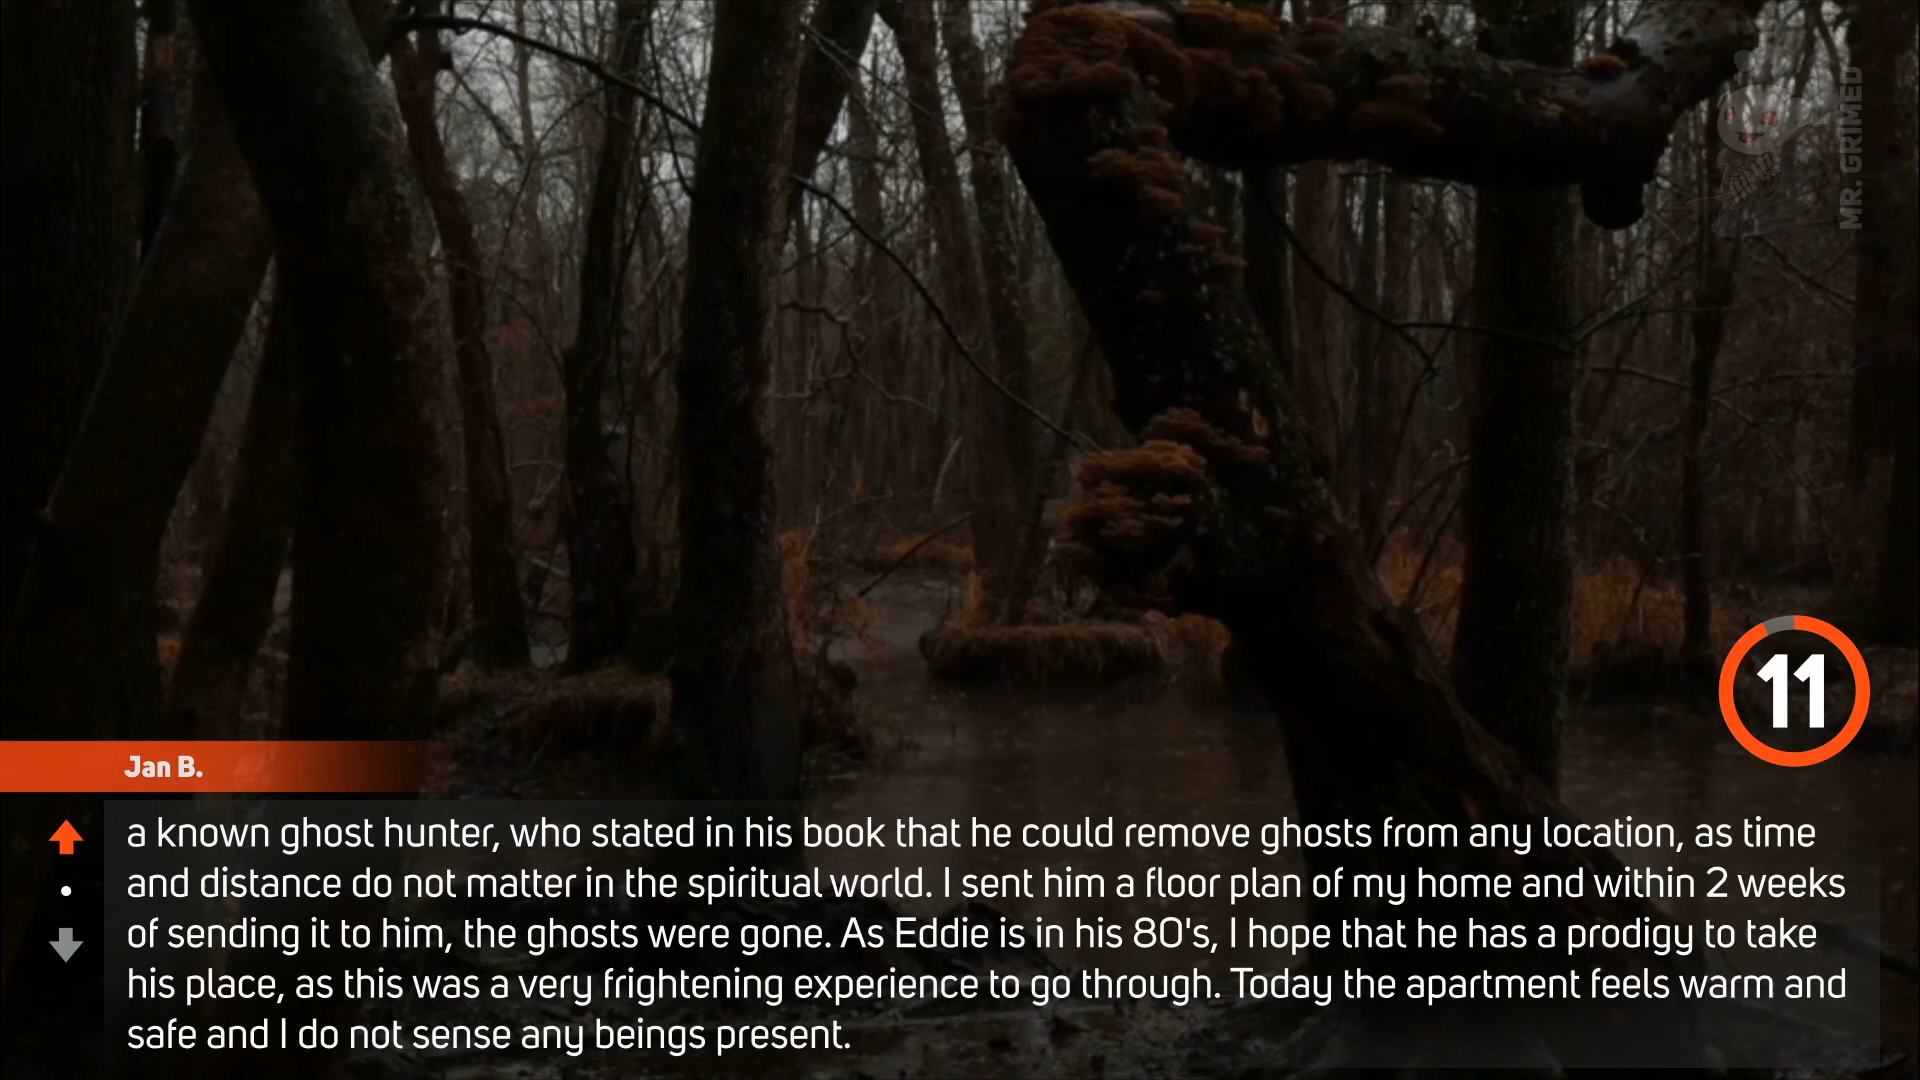 MR. GRIMED
11
Jan B.
a known ghost hunter, who stated in his book that he could remove ghosts from any location, as time
and distance do not matter in the spiritual world. I sent him a floor plan of my home and within 2 weeks
of sending it to him, the ghosts were gone. As Eddie is in his 80's, I hope that he has a prodigy to take
his place, as this was a very frightening experience to go through. Today the apartment feels warm and
safe and I do not sense any beings present.